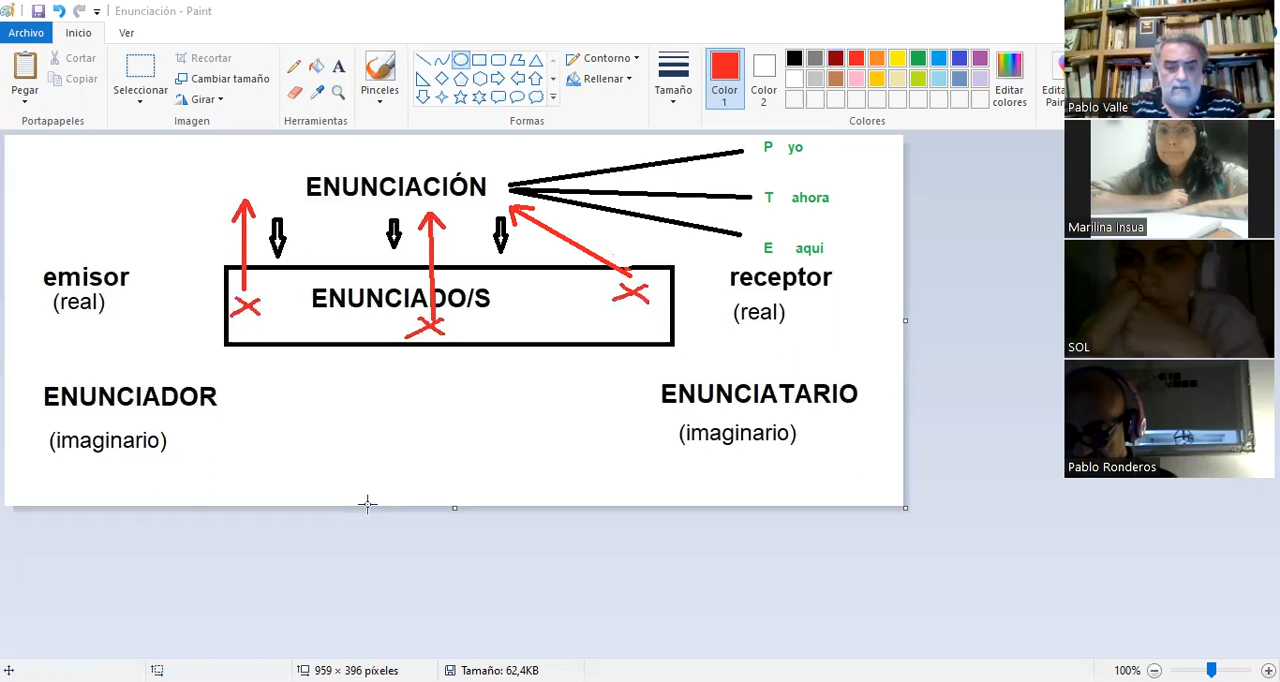 Enunciación - Paint
Archivo
Inicio
Ver
Pegar
Cortar
Copiar
Portapapeles
Seleccionar
Recortar
Cambiar tamaño
Girar
Imagen
A
Herramientas
Pinceles
Contorno
Rellenar
Formas
Tamaño
Color
1
Color
2
Editar
colores
Colores
ENUNCIACIÓN
P yo
T ahora
E aquí
emisor
(real)
ENUNCIADO/S
receptor
(real)
ENUNCIADOR
(imaginario)
ENUNCIATARIO
(imaginario)
Pablo Valle
Marilina Insua
SOL
Pablo Ronderos
959 × 396 píxeles
Tamaño: 62,4KB
100%